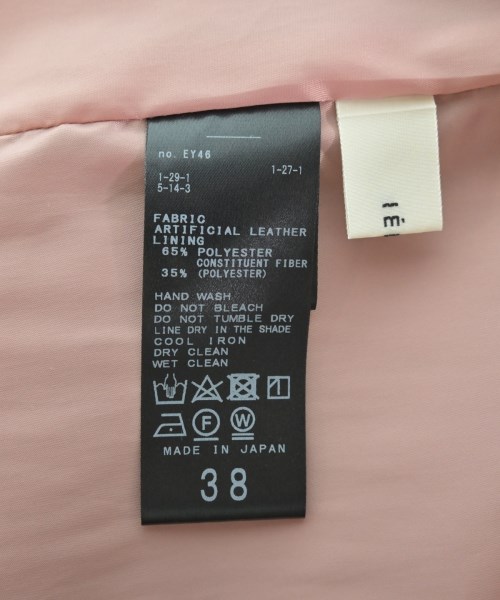 no. EY46
1-29-1 1-27-1
5-14-3
FABRIC
ARTIFICIAL LEATHER
LINING
65% POLYESTER
CONSTITUENT FIBER
35% (POLYESTER)
HAND WASH
DO NOT BLEACH
DO NOT TUMBLE DRY
LINE DRY IN THE SHADE
COOL IRON
DRY CLEAN
WET CLEAN
F W
MADE IN JAPAN
38